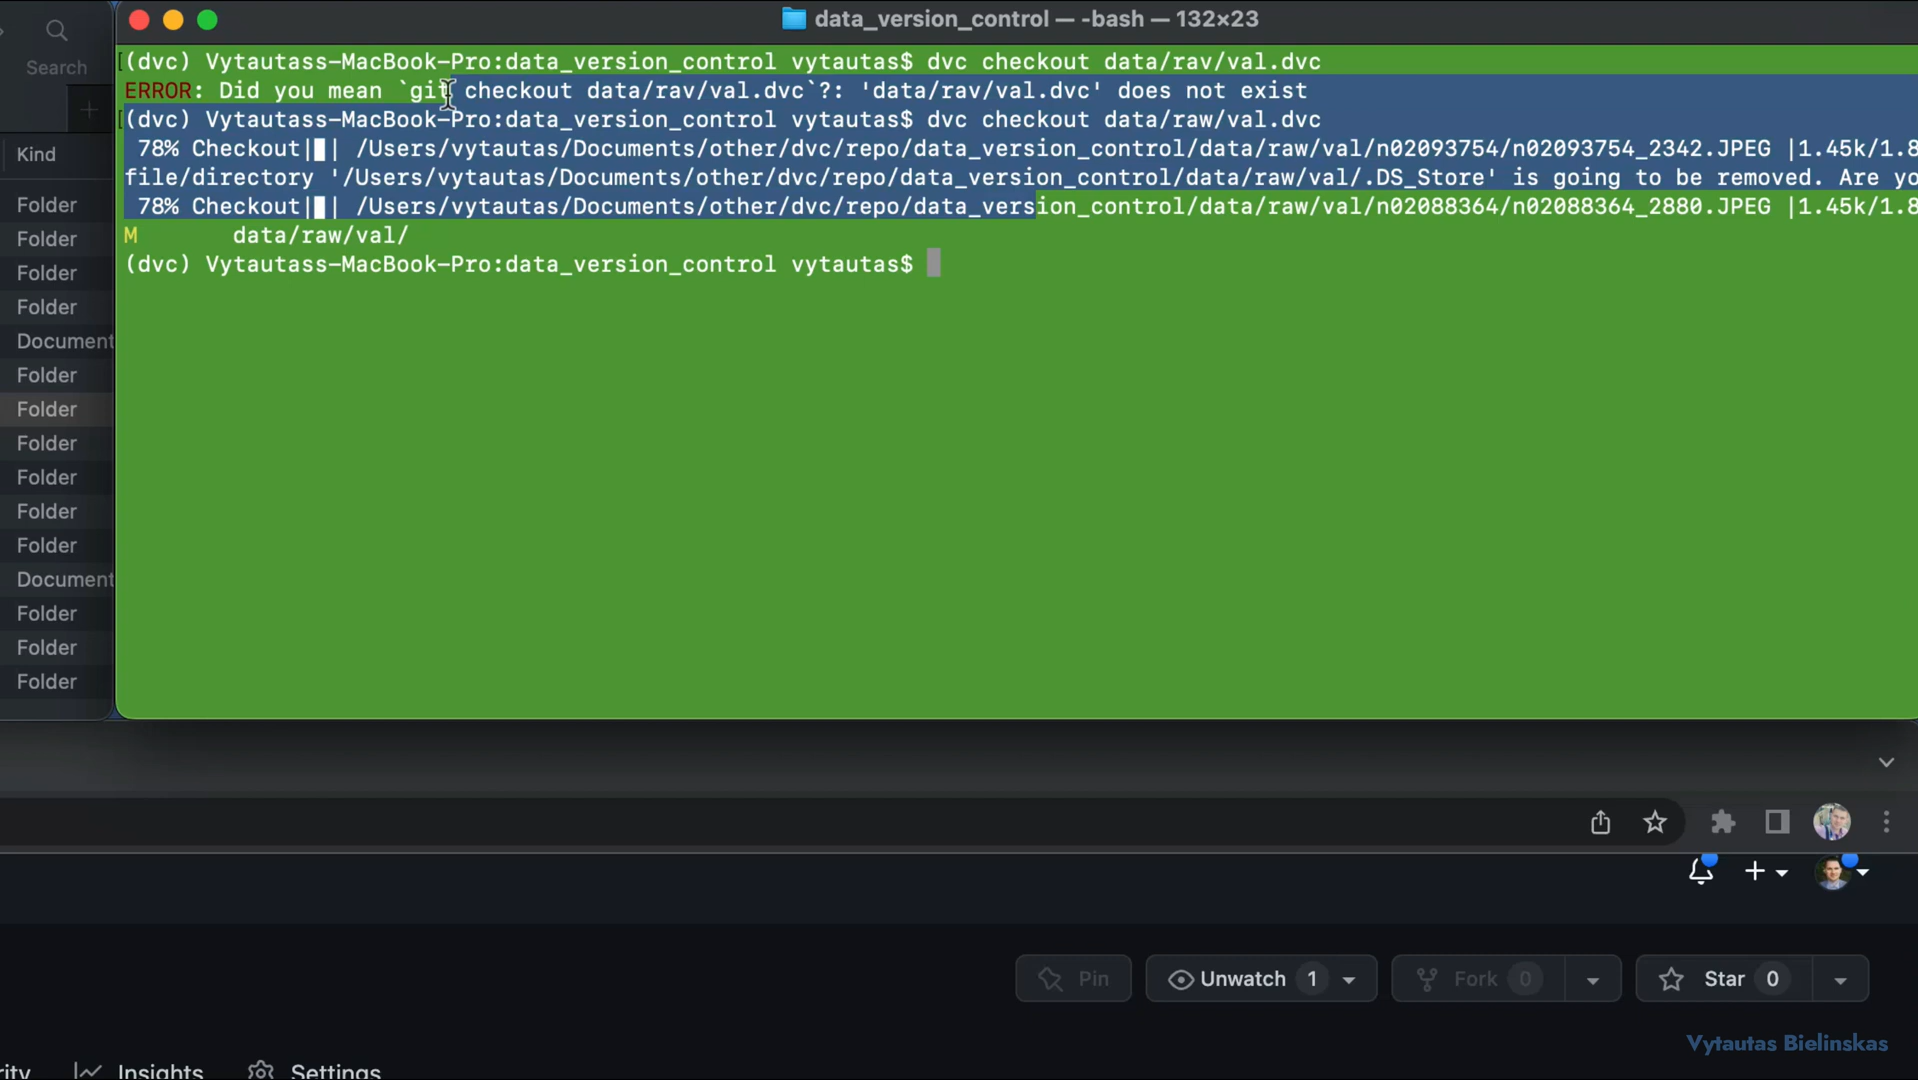 data_version_control — -bash — 132×23
Search
(dvc) Vytautass-MacBook-Pro:data_version_control vytautas$ dvc checkout data/rav/val.dvc
ERROR: Did you mean `git checkout data/rav/val.dvc`?: 'data/rav/val.dvc' does not exist
(dvc) Vytautass-MacBook-Pro:data_version_control vytautas$ dvc checkout data/raw/val.dvc
78% Checkout|█| /Users/vytautas/Documents/other/dvc/repo/data_version_control/data/raw/val/n02093754/n02093754_2342.JPEG |1.45k/1.8
file/directory '/Users/vytautas/Documents/other/dvc/repo/data_version_control/data/raw/val/.DS_Store' is going to be removed. Are yo
78% Checkout|█| /Users/vytautas/Documents/other/dvc/repo/data_version_control/data/raw/val/n02088364/n02088364_2880.JPEG |1.45k/1.8
M data/raw/val/
(dvc) Vytautass-MacBook-Pro:data_version_control vytautas$
Kind
Folder
Folder
Folder
Folder
Document
Folder
Folder
Folder
Folder
Folder
Folder
Document
Folder
Folder
Folder
Pin
Unwatch 1
Fork 0
Star 0
Vytautas Bielinskas
rity
Insights
Settings